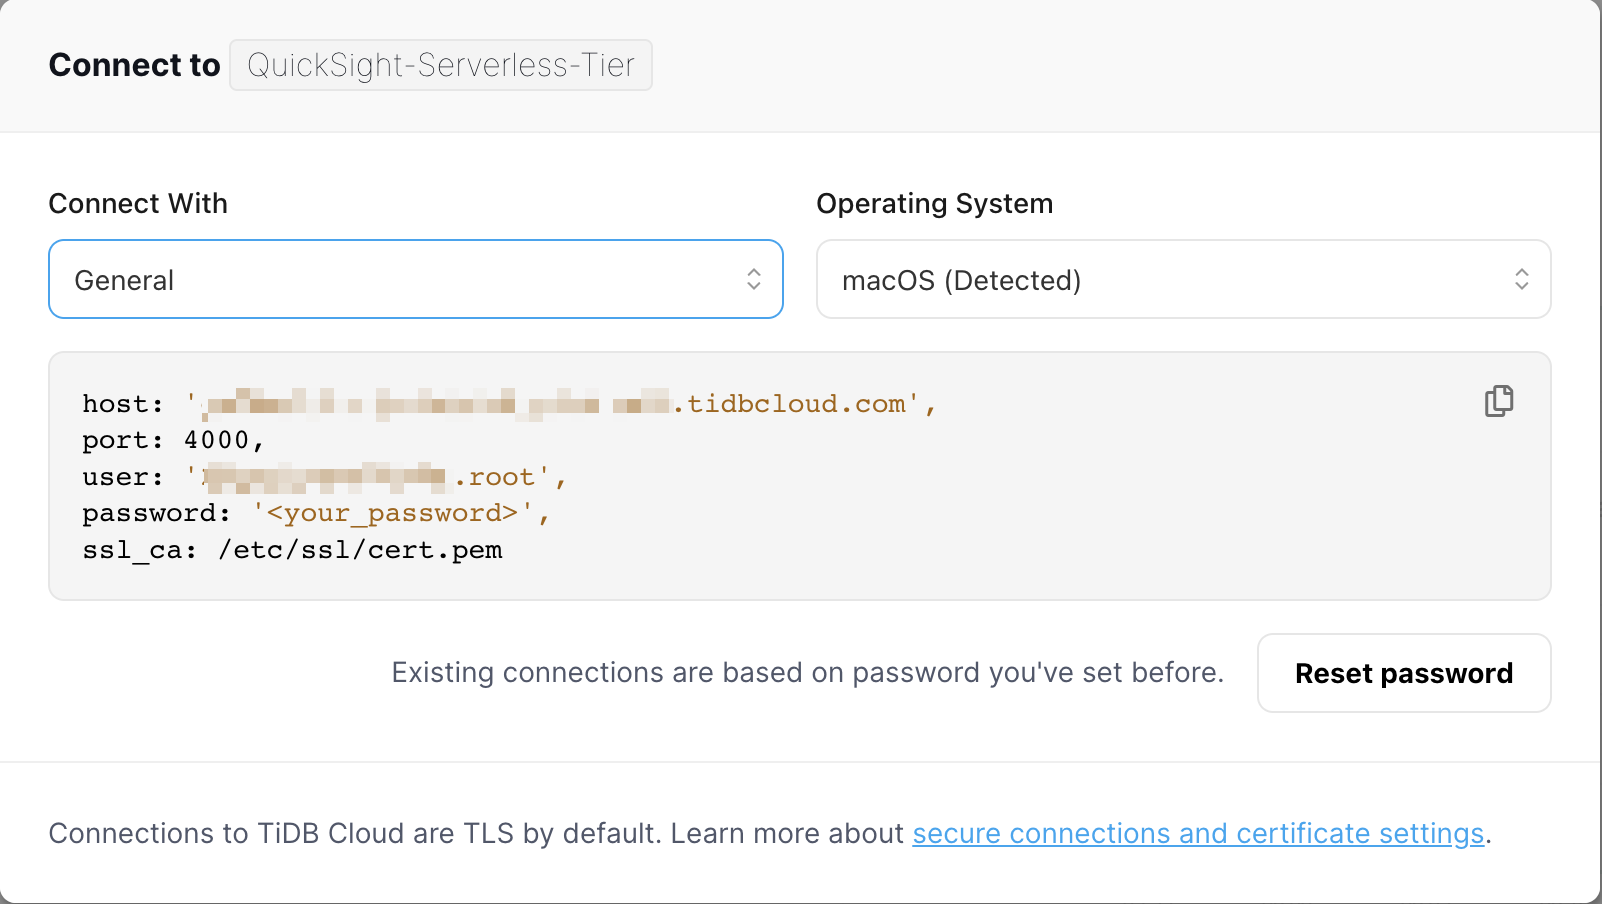 Connect to QuickSight-Serverless-Tier
Connect With
Operating System
General
macOS (Detected)
host: ' .tidbcloud.com',
port: 4000,
user: ' .root',
password: '<your_password>',
ssl_ca: /etc/ssl/cert.pem
Existing connections are based on password you've set before.
Reset password
Connections to TiDB Cloud are TLS by default. Learn more about secure connections and certificate settings.